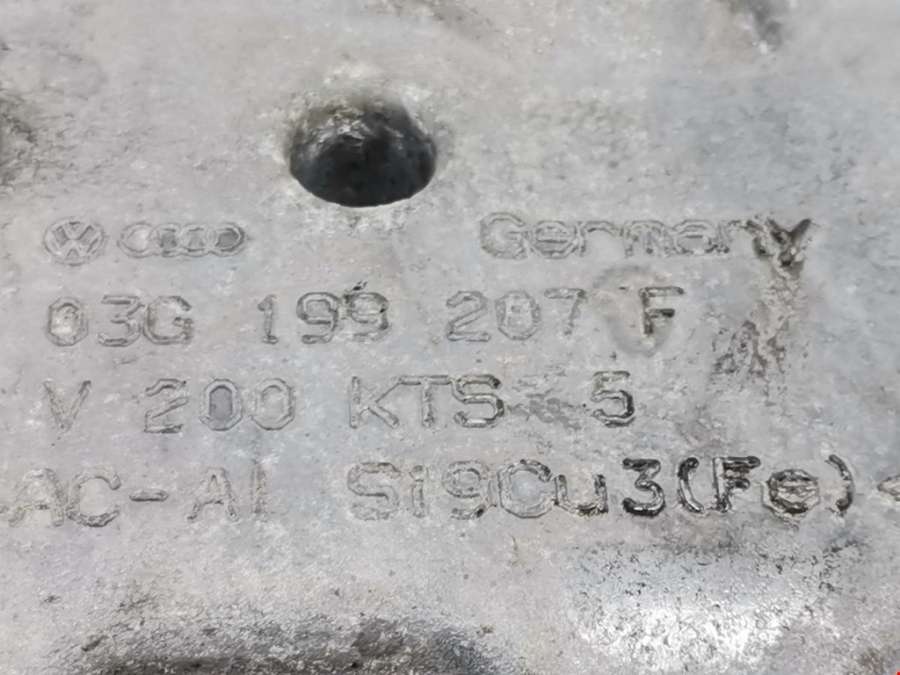 Germany
03G 199 207 F
V 200 KTS 5
AC-Al Si9Cu3(Fe)<